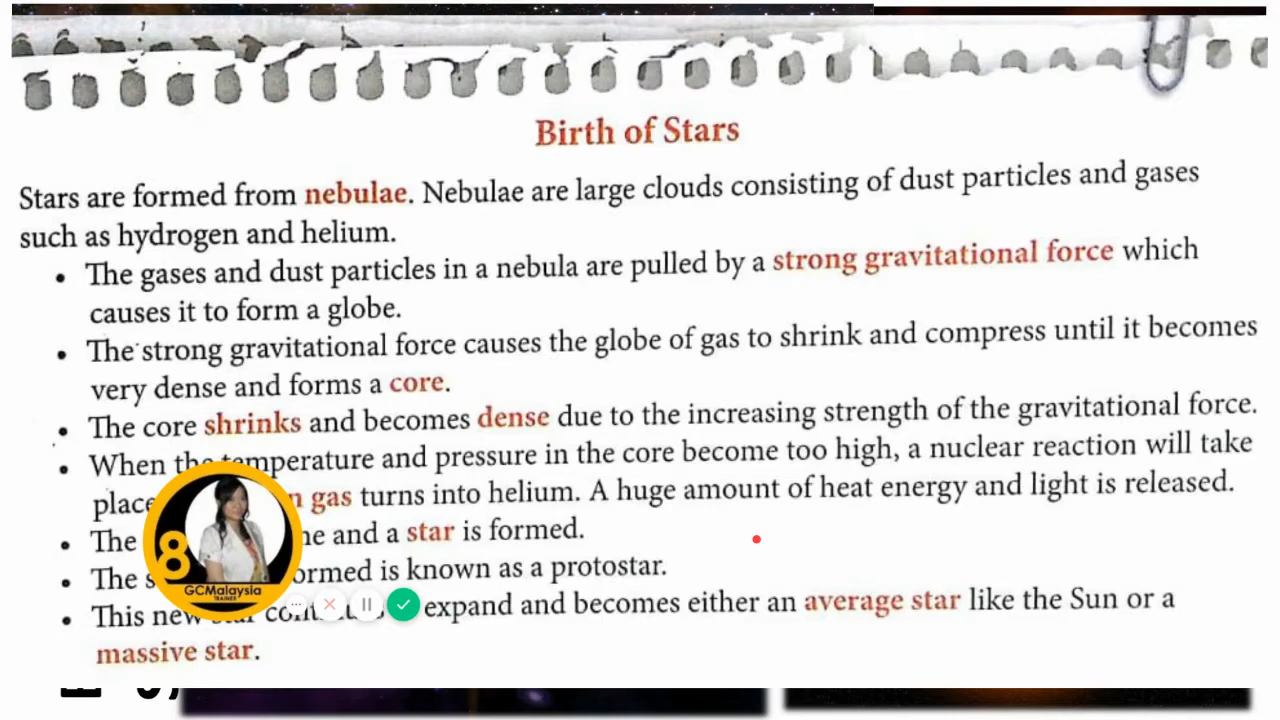 Birth of Stars
Stars are formed from nebulae. Nebulae are large clouds consisting of dust particles and gases
such as hydrogen and helium.
• The gases and dust particles in a nebula are pulled by a strong gravitational force which
causes it to form a globe.
• The strong gravitational force causes the globe of gas to shrink and compress until it becomes
very dense and forms a core.
• The core shrinks and becomes dense due to the increasing strength of the gravitational force.
• When the temperature and pressure in the core become too high, a nuclear reaction will take
place gas turns into helium. A huge amount of heat energy and light is released.
• The and a star is formed.
• The formed is known as a protostar.
• This new star expand and becomes either an average star like the Sun or a
massive star.
8
GCMalaysia
TRAINER